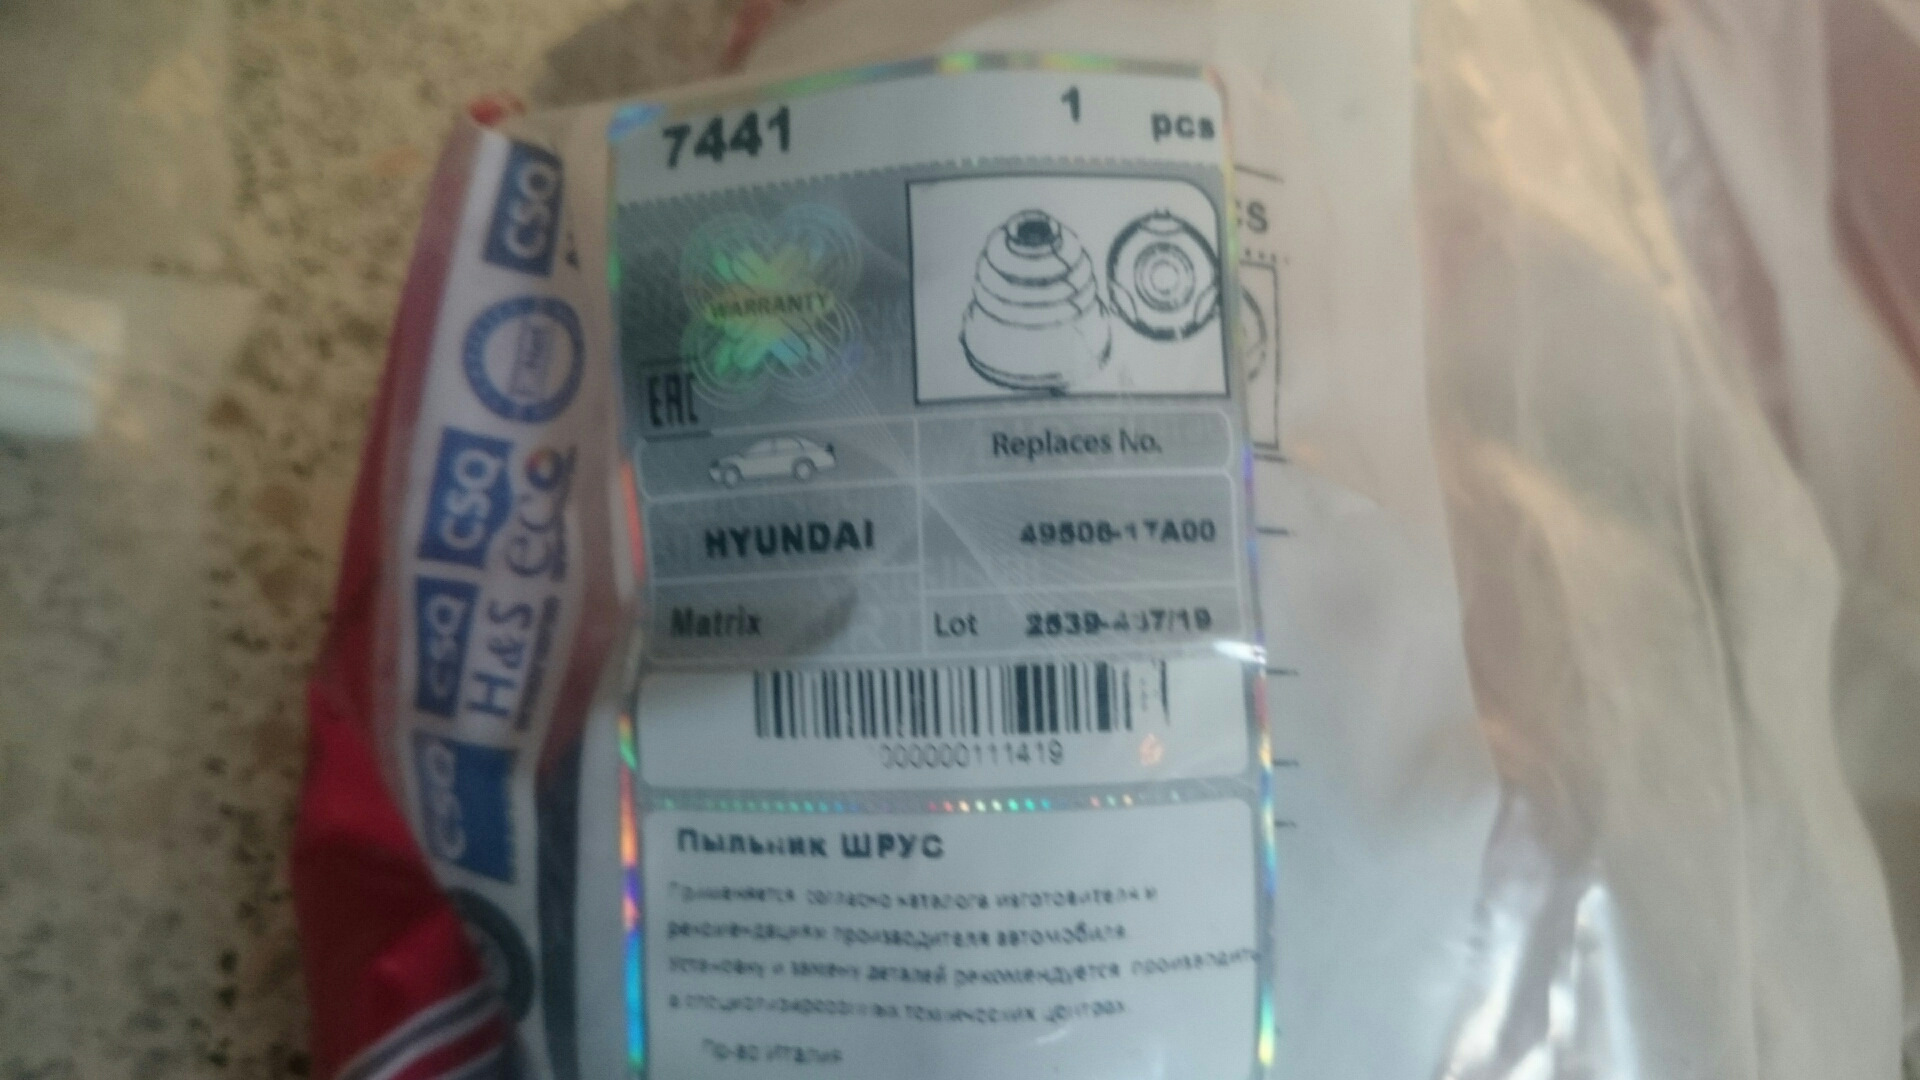 7441 1 pcs
WARRANTY
EAC
Replaces No.
HYUNDAI 49506-17A00
Matrix Lot 2539-437/19
000000111419
Пыльник ШРУС
Применяется согласно каталога изготовителя и
рекомендациям производителя автомобиля.
Установку и замену деталей рекомендуется производить
в специализированных технических центрах.
Пр-во Италия
CSQ
CSQ
eco
CSQ
H&S
CSQ
CS